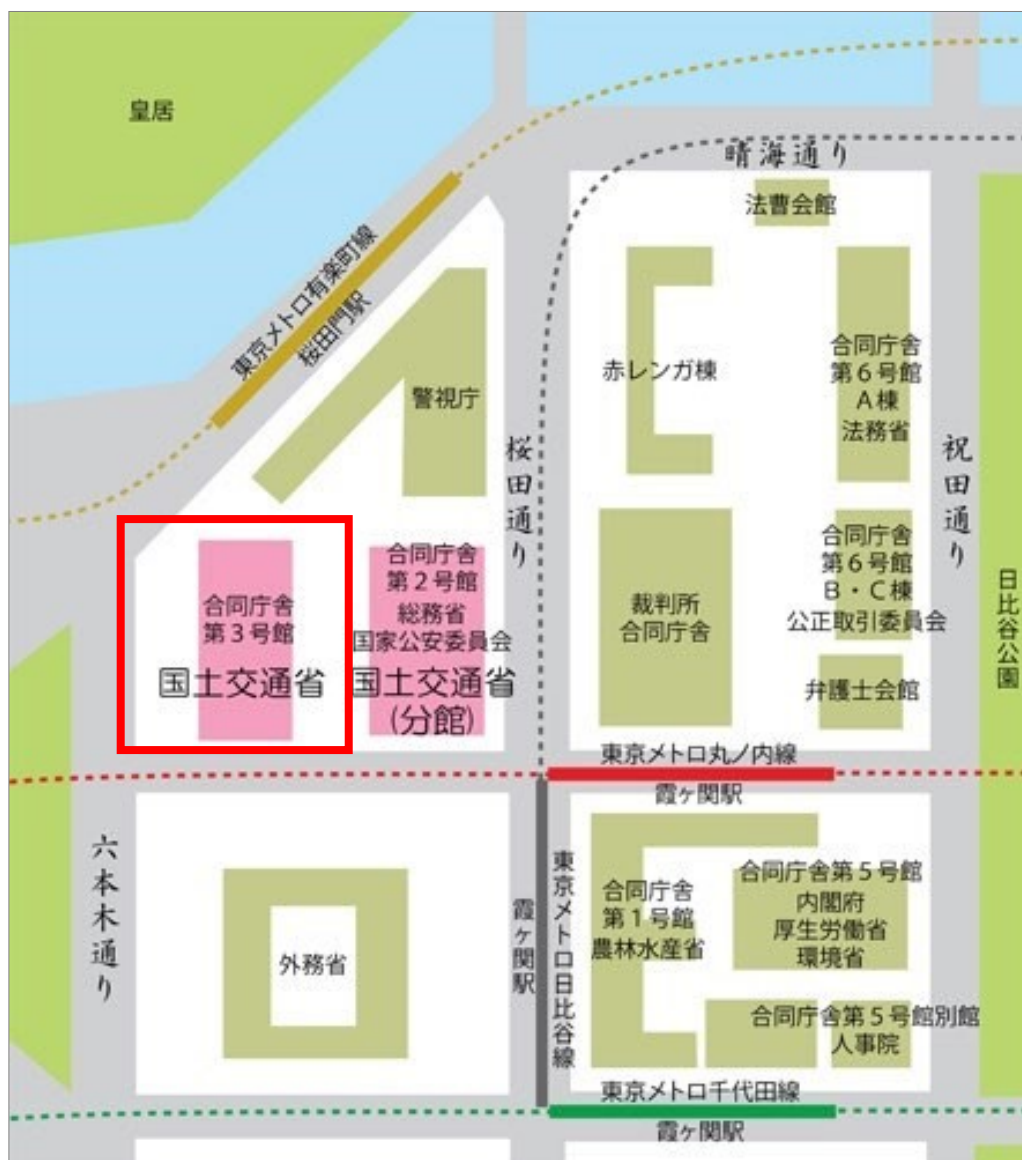 皇居
晴海通り
法曹会館
東京メトロ有楽町線
桜田門駅
警視庁
赤レンガ棟
合同庁舎
第6号館
A棟
法務省
桜田通り
祝田通り
合同庁舎
第3号館
国土交通省
合同庁舎
第2号館
総務省
国家公安委員会
国土交通省
(分館)
裁判所
合同庁舎
合同庁舎
第6号館
B・C棟
公正取引委員会
弁護士会館
日比谷公園
東京メトロ丸ノ内線
霞ヶ関駅
六本木通り
外務省
霞ヶ関駅
東京メトロ日比谷線
合同庁舎
第1号館
農林水産省
合同庁舎第5号館
内閣府
厚生労働省
環境省
合同庁舎第5号館別館
人事院
東京メトロ千代田線
霞ヶ関駅